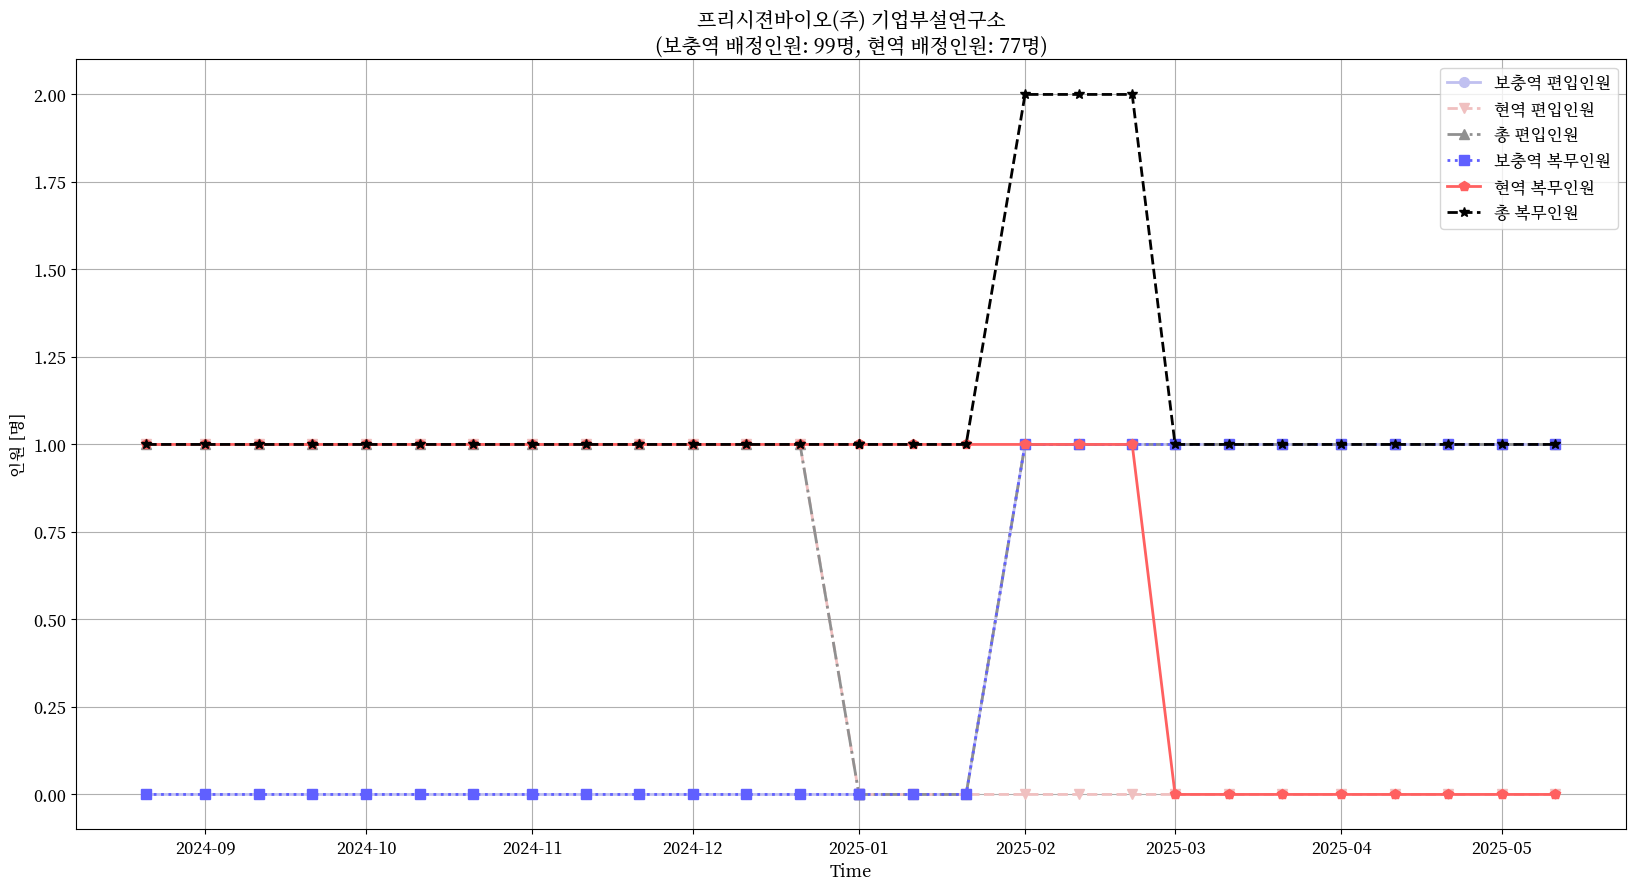 프리시젼바이오(주) 기업부설연구소
(보충역 배정인원: 99명, 현역 배정인원: 77명)
보충역 편입인원
현역 편입인원
총 편입인원
보충역 복무인원
현역 복무인원
총 복무인원
2.00
1.75
1.50
1.25
1.00
0.75
0.50
0.25
0.00
인원 [명]
2024-09
2024-10
2024-11
2024-12
2025-01
2025-02
2025-03
2025-04
2025-05
Time